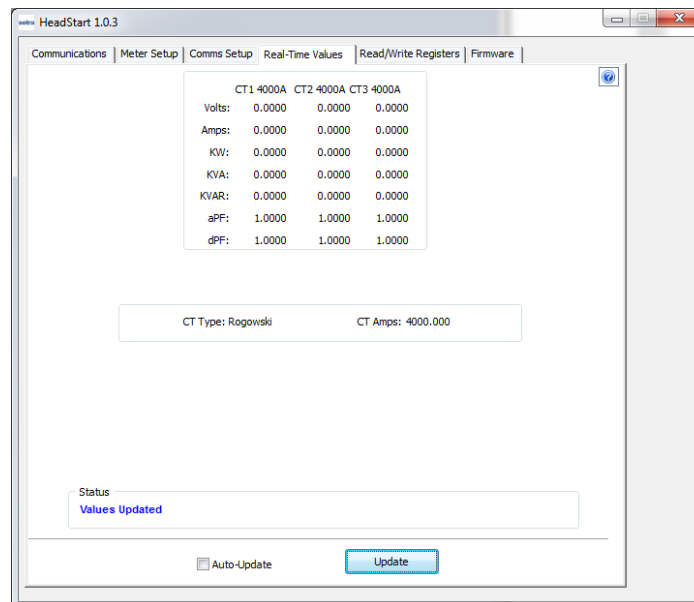 setra HeadStart 1.0.3
Communications Meter Setup Comms Setup Real-Time Values Read/Write Registers Firmware
CT1 4000A CT2 4000A CT3 4000A
Volts: 0.0000 0.0000 0.0000
Amps: 0.0000 0.0000 0.0000
KW: 0.0000 0.0000 0.0000
KVA: 0.0000 0.0000 0.0000
KVAR: 0.0000 0.0000 0.0000
aPF: 1.0000 1.0000 1.0000
dPF: 1.0000 1.0000 1.0000
CT Type: Rogowski CT Amps: 4000.000
Status
Values Updated
Auto-Update Update